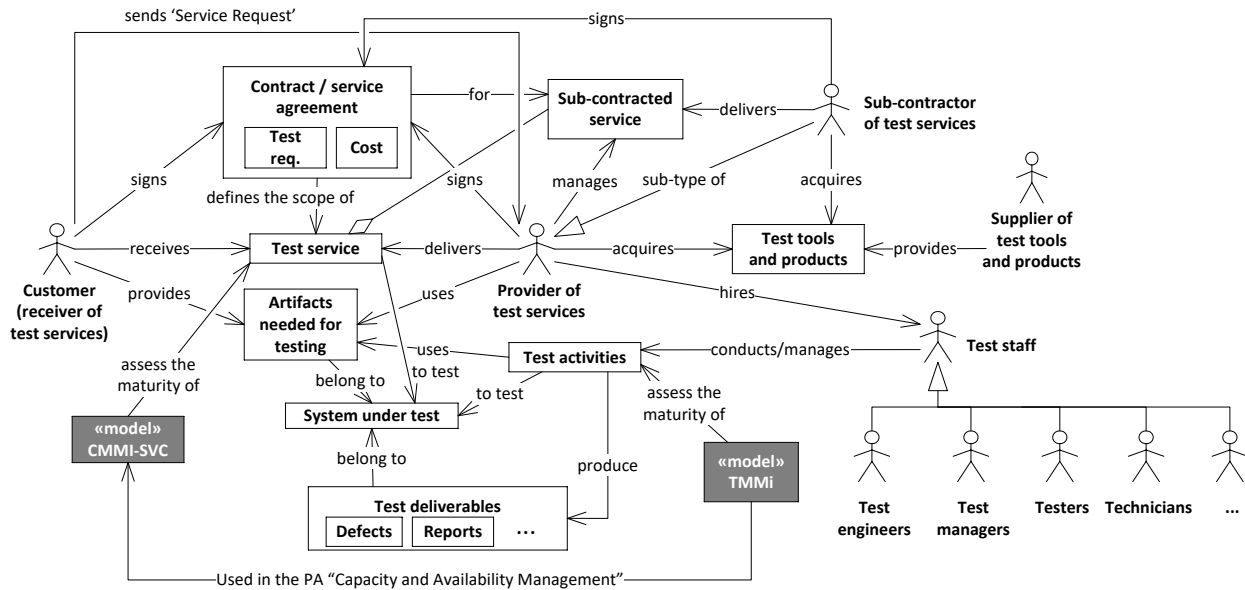 sends ‘Service Request’
signs
Contract / service
agreement
Test
req.
Cost
for
Sub-contracted
service
delivers
Sub-contractor
of test services
signs
defines the scope of
signs
manages
sub-type of
acquires
Supplier of
test tools
and products
receives
Test service
delivers
acquires
Test tools
and products
provides
Customer
(receiver of
test services)
provides
Artifacts
needed for
testing
uses
Provider of
test services
hires
uses
Test activities
conducts/manages
Test staff
assess the
maturity of
belong to
to test
to test
assess the
maturity of
System under test
«model»
CMMI-SVC
belong to
produce
«model»
TMMi
Test deliverables
Defects
Reports
...
Test
engineers
Test
managers
Testers
Technicians
...
Used in the PA “Capacity and Availability Management”